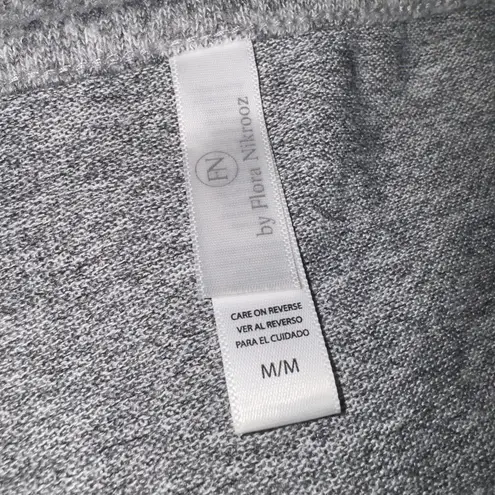 FN
by Flora Nikrooz
CARE ON REVERSE
VER AL REVERSO
PARA EL CUIDADO
M/M